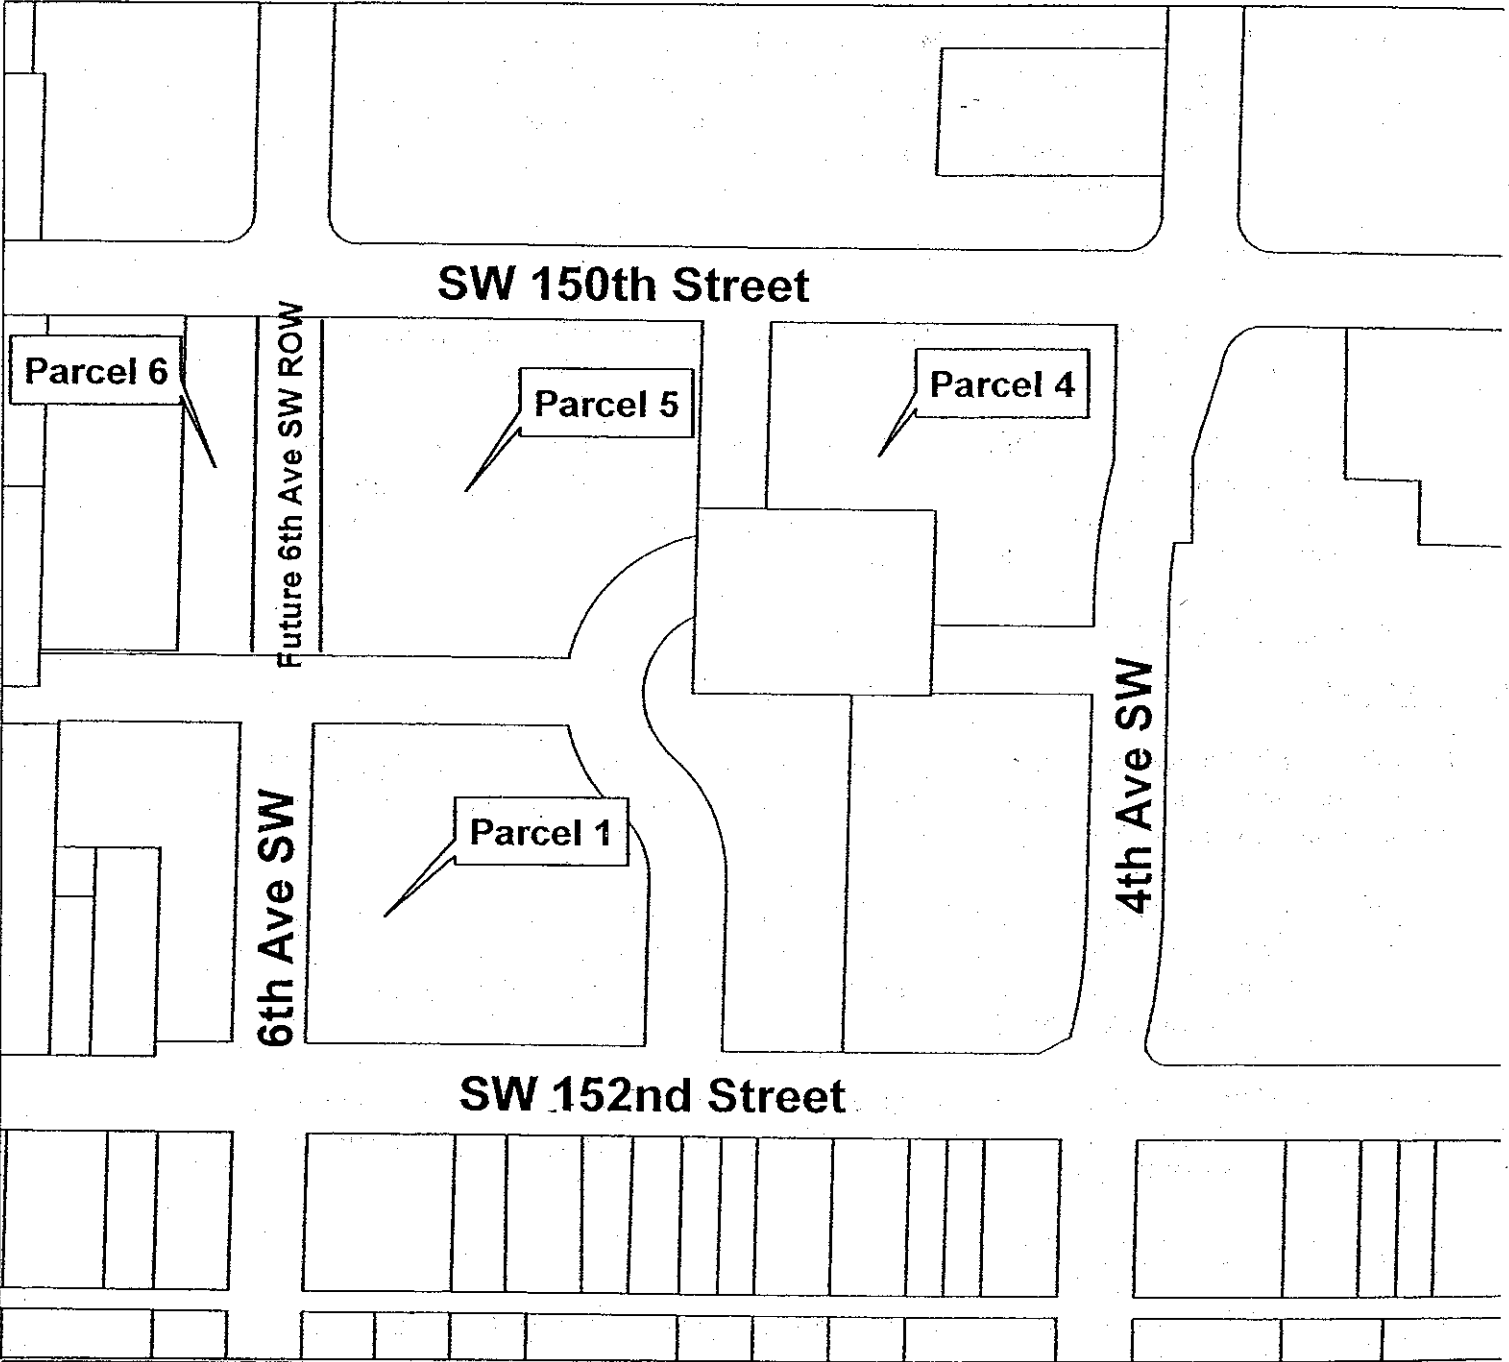 SW 150th Street
Parcel 6
Future 6th Ave SW ROW
Parcel 5
Parcel 4
4th Ave SW
6th Ave SW
Parcel 1
SW 152nd Street